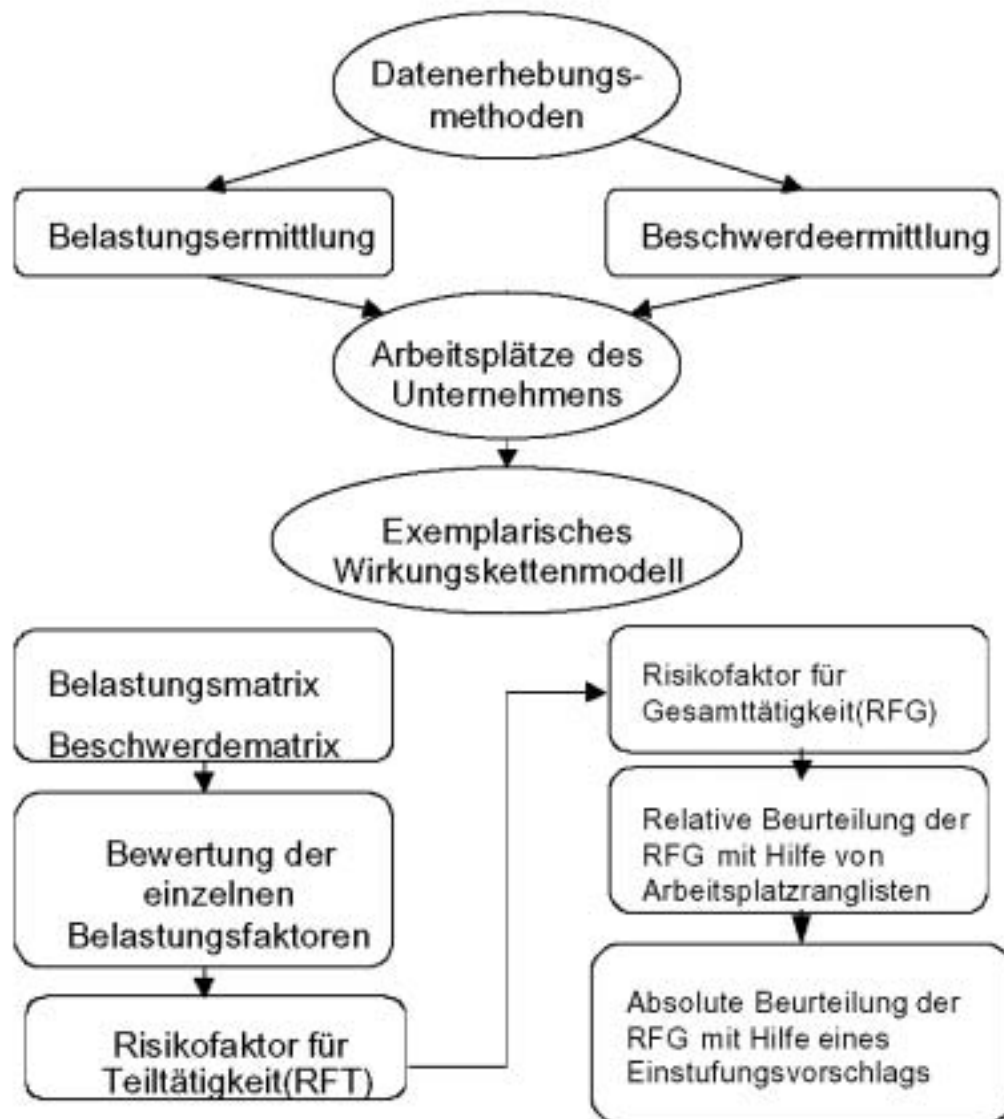 Datenerhebungs-
methoden
Belastungsermittlung
Beschwerdeermittlung
Arbeitsplätze des
Unternehmens
Exemplarisches
Wirkungskettenmodell
Belastungsmatrix
Beschwerdematrix
Bewertung der
einzelnen
Belastungsfaktoren
Risikofaktor für
Teiltätigkeit(RFT)
Risikofaktor für
Gesamttätigkeit(RFG)
Relative Beurteilung der
RFG mit Hilfe von
Arbeitsplatzranglisten
Absolute Beurteilung der
RFG mit Hilfe eines
Einstufungsvorschlags